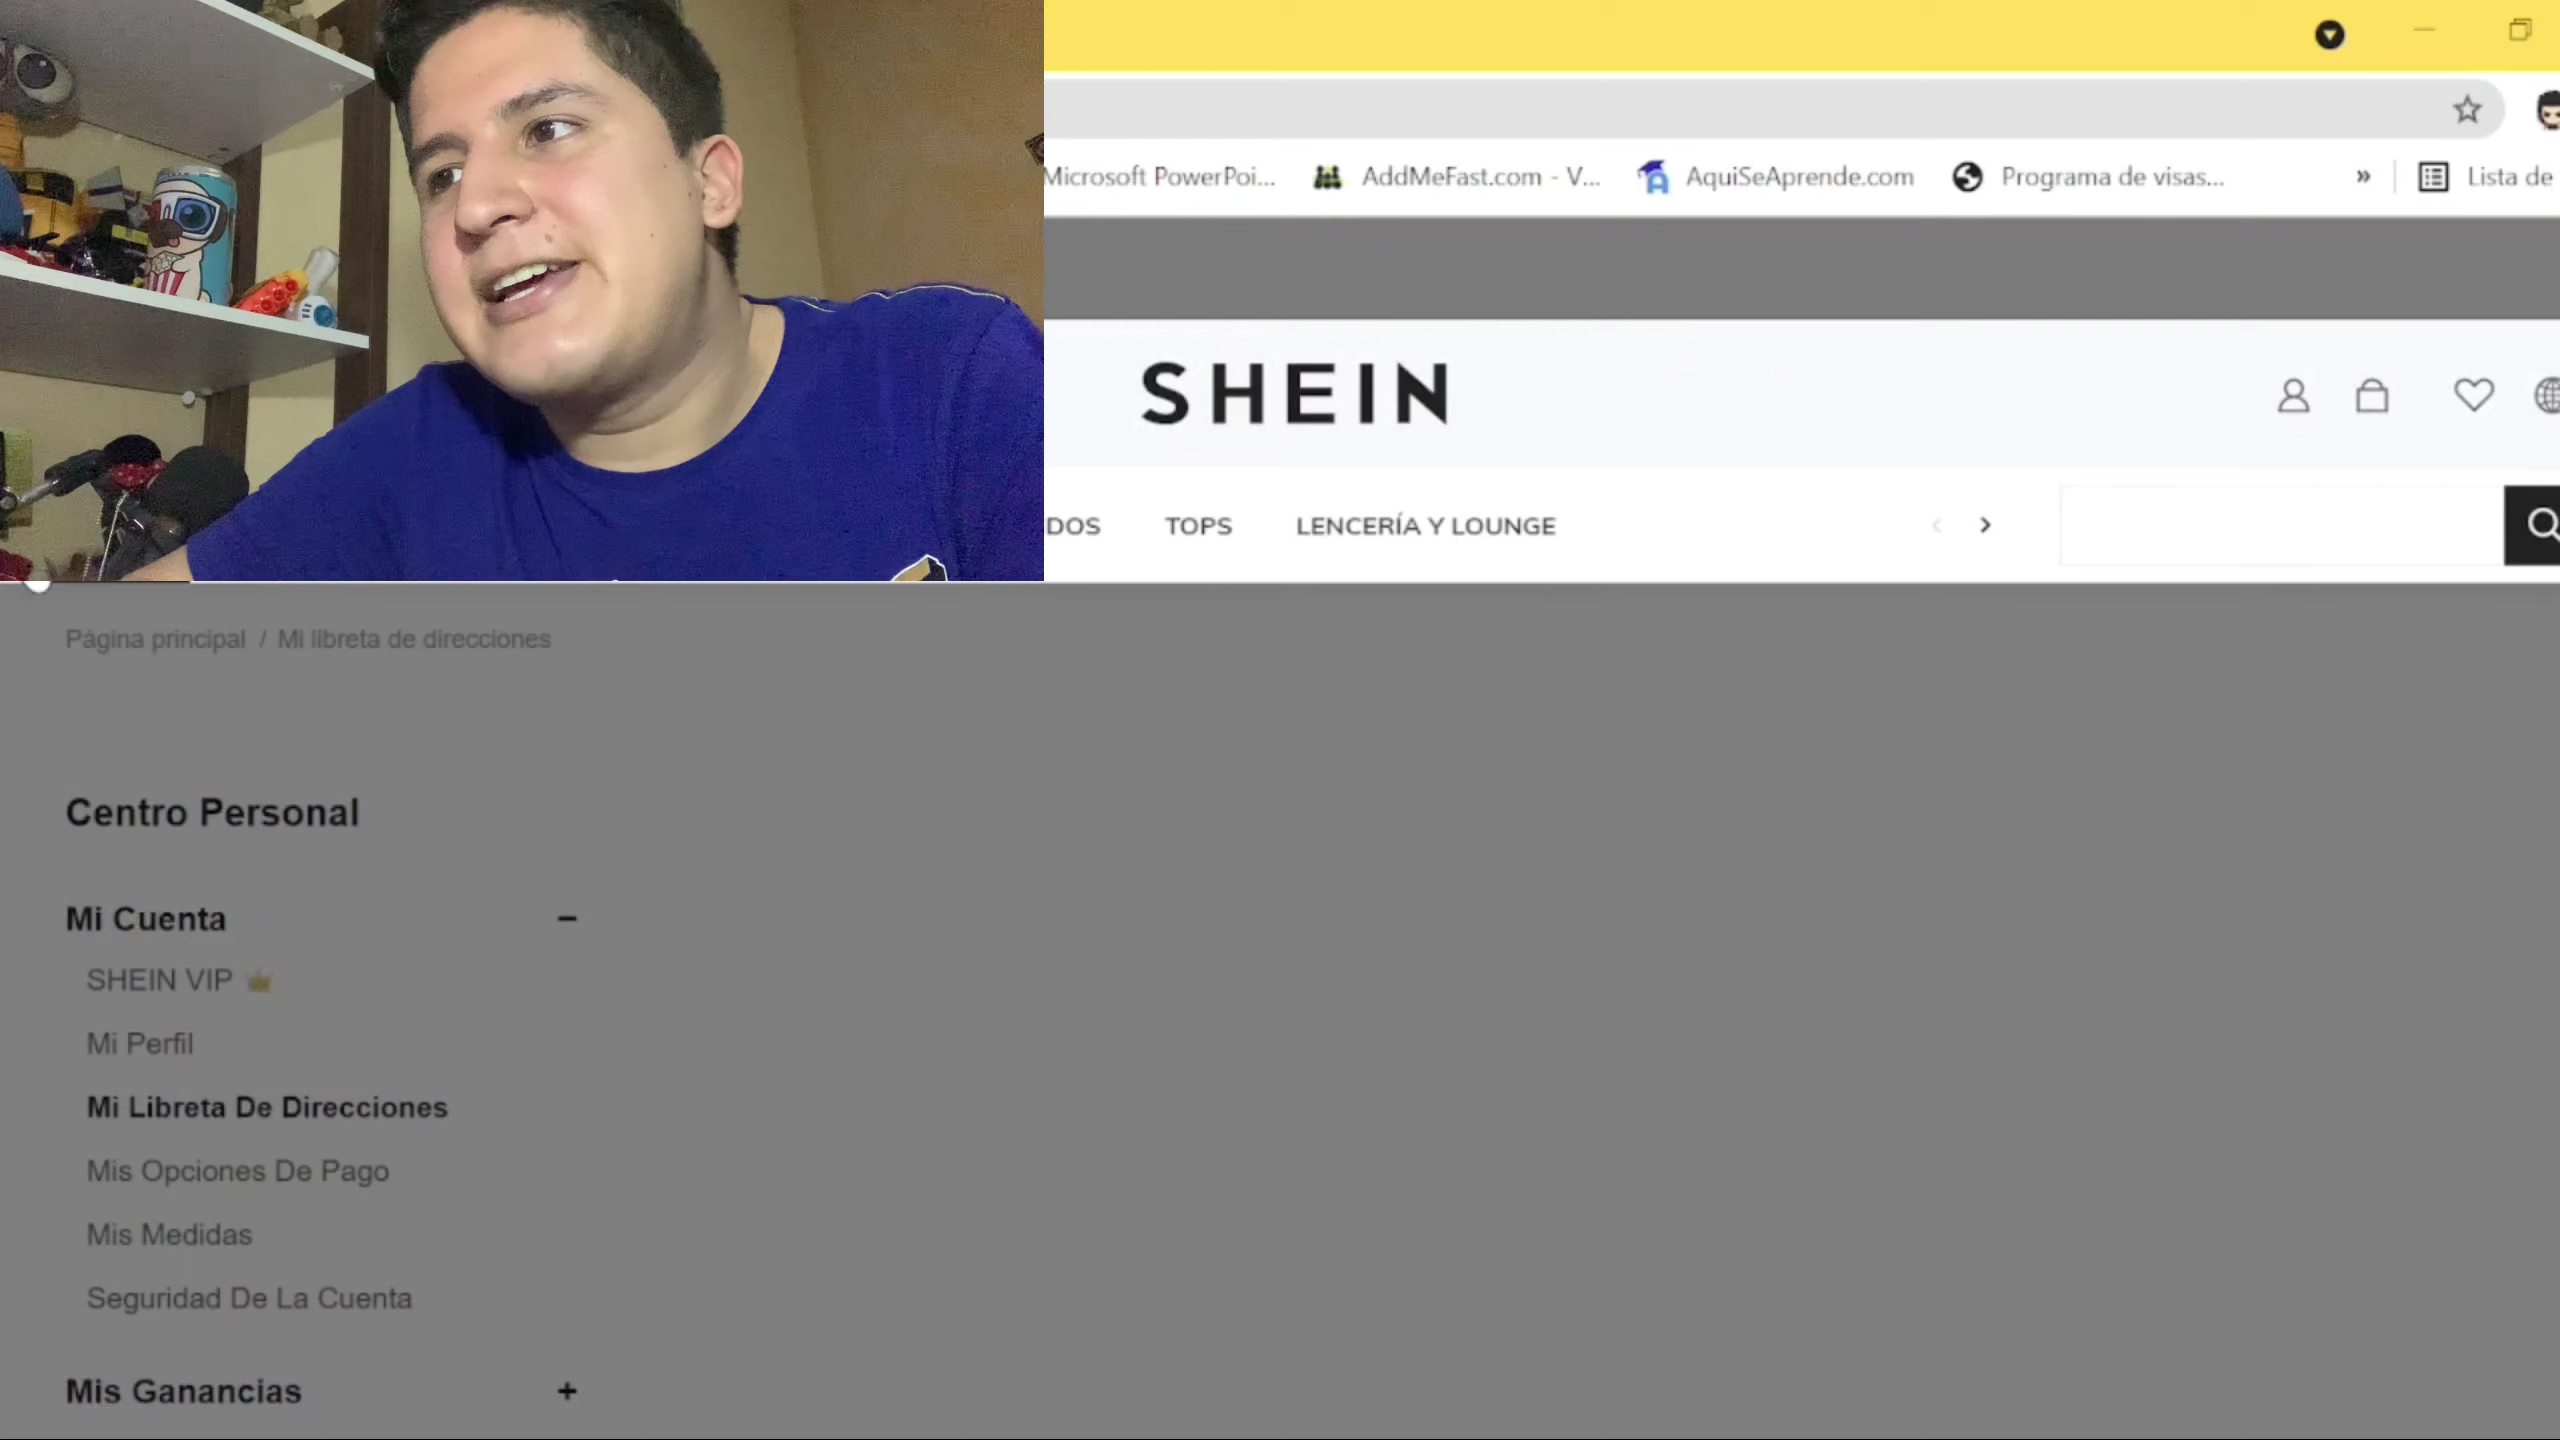 Microsoft PowerPoi...
AddMeFast.com - V...
AquiSeAprende.com
Programa de visas...
»
Lista de
SHEIN
DOS
TOPS
LENCERÍA Y LOUNGE
Página principal / Mi libreta de direcciones
Centro Personal
Mi Cuenta −
SHEIN VIP
Mi Perfil
Mi Libreta De Direcciones
Mis Opciones De Pago
Mis Medidas
Seguridad De La Cuenta
Mis Ganancias +